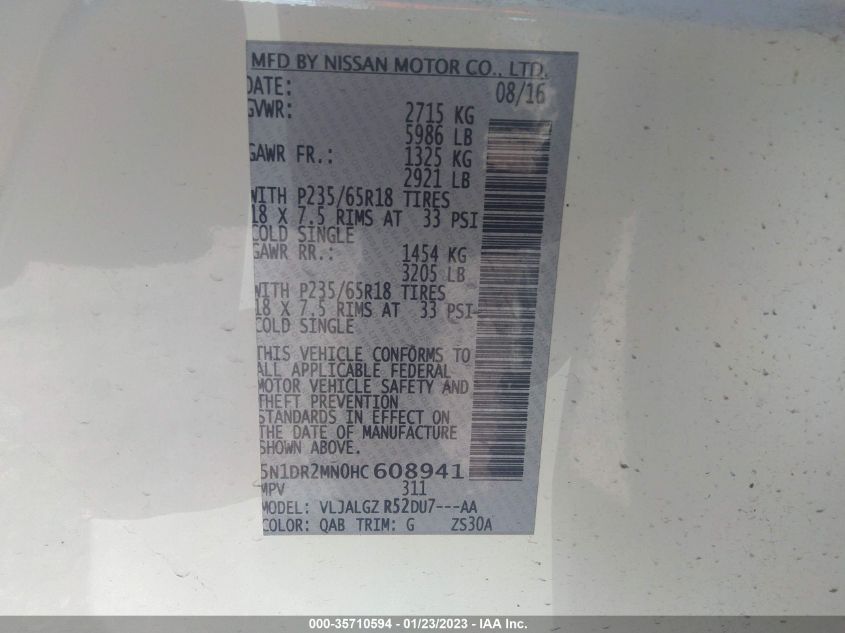 MFD BY NISSAN MOTOR CO., LTD.
DATE: 08/16
GVWR: 2715 KG
5986 LB
GAWR FR.: 1325 KG
2921 LB
WITH P235/65R18 TIRES
18 X 7.5 RIMS AT 33 PSI
COLD SINGLE
GAWR RR.: 1454 KG
3205 LB
WITH P235/65R18 TIRES
18 X 7.5 RIMS AT 33 PSI
COLD SINGLE
THIS VEHICLE CONFORMS TO
ALL APPLICABLE FEDERAL
MOTOR VEHICLE SAFETY AND
THEFT PREVENTION
STANDARDS IN EFFECT ON
THE DATE OF MANUFACTURE
SHOWN ABOVE.
5N1DR2MN0HC608941
MPV 311
MODEL: VLJALGZ R52DU7---AA
COLOR: QAB TRIM: G ZS30A
000-35710594 - 01/23/2023 - IAA Inc.